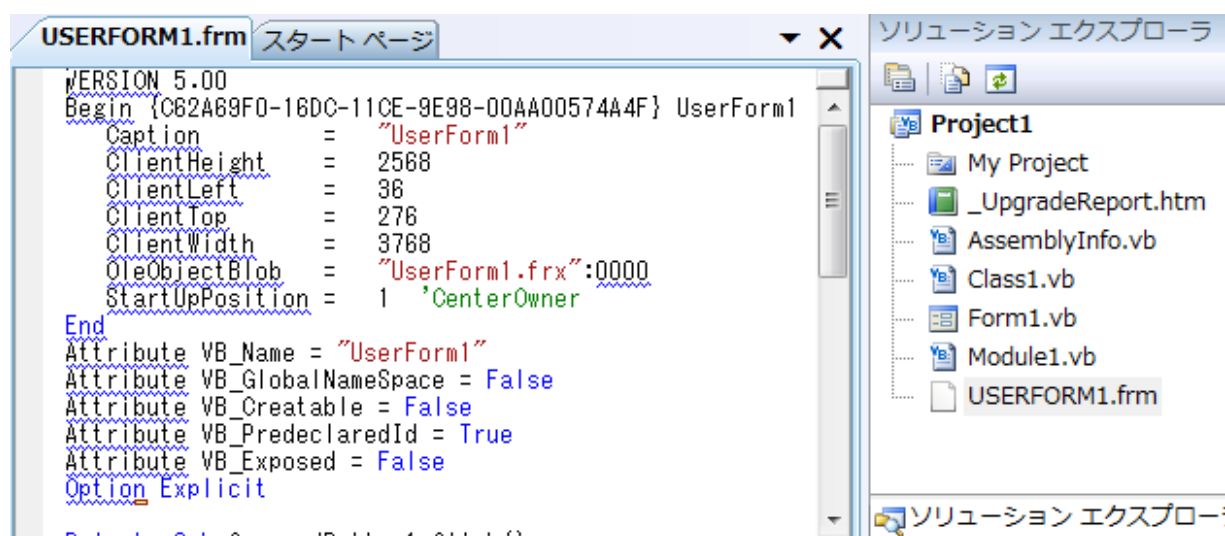 USERFORM1.frm スタート ページ
VERSION 5.00
Begin {C62A69F0-16DC-11CE-9E98-00AA00574A4F} UserForm1
Caption = "UserForm1"
ClientHeight = 2568
ClientLeft = 36
ClientTop = 276
ClientWidth = 3768
OleObjectBlob = "UserForm1.frx":0000
StartUpPosition = 1 'CenterOwner
End
Attribute VB_Name = "UserForm1"
Attribute VB_GlobalNameSpace = False
Attribute VB_Creatable = False
Attribute VB_PredeclaredId = True
Attribute VB_Exposed = False
Option Explicit
ソリューション エクスプローラ
Project1
My Project
_UpgradeReport.htm
AssemblyInfo.vb
Class1.vb
Form1.vb
Module1.vb
USERFORM1.frm
ソリューション エクスプローラ